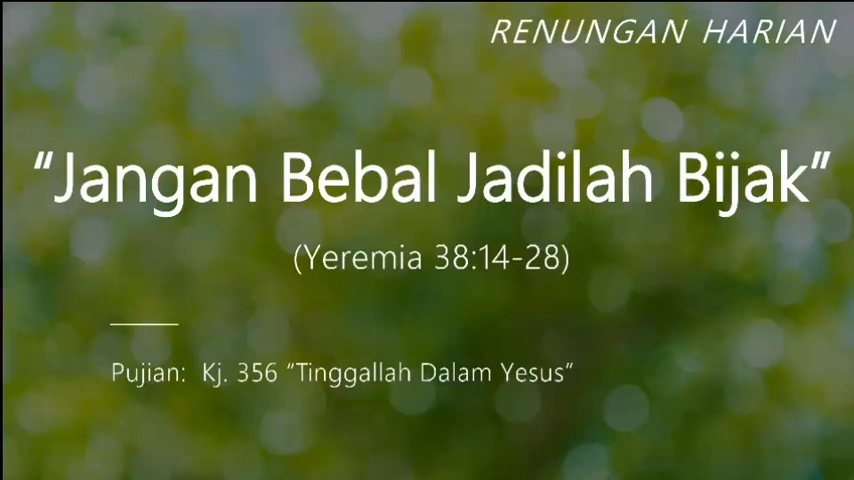 RENUNGAN HARIAN
“Jangan Bebal Jadilah Bijak”
(Yeremia 38:14-28)
Pujian: Kj. 356 “Tinggallah Dalam Yesus”